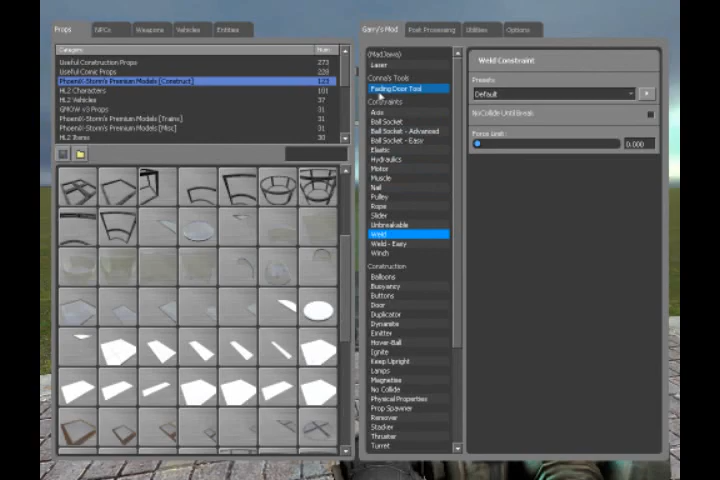 Props NPCs Weapons Vehicles Entities
Category Num
Useful Construction Props 273
Useful Comic Props 228
PhoeniX-Storm's Premium Models [Construct] 123
HL2 Characters 101
HL2 Vehicles 37
GMOW v3 Props 31
PhoeniX-Storm's Premium Models [Trains] 31
PhoeniX-Storm's Premium Models [Misc] 31
HL2 Items 30
Garry's Mod Post Processing Utilities Options
(MadJawa)
Laser
Conna's Tools
Fading Door Tool
Constraints
Axis
Ball Socket
Ball Socket - Advanced
Ball Socket - Easy
Elastic
Hydraulics
Motor
Muscle
Nail
Pulley
Rope
Slider
Unbreakable
Weld
Weld - Easy
Winch
Construction
Balloons
Buoyancy
Buttons
Door
Duplicator
Dynamite
Emitter
Hover-Ball
Ignite
Keep Upright
Lamps
Magnetise
No Collide
Physical Properties
Prop Spawner
Remover
Stacker
Thruster
Turret
Weld Constraint
Presets
Default
NoCollide Until Break
Force Limit:
0.000